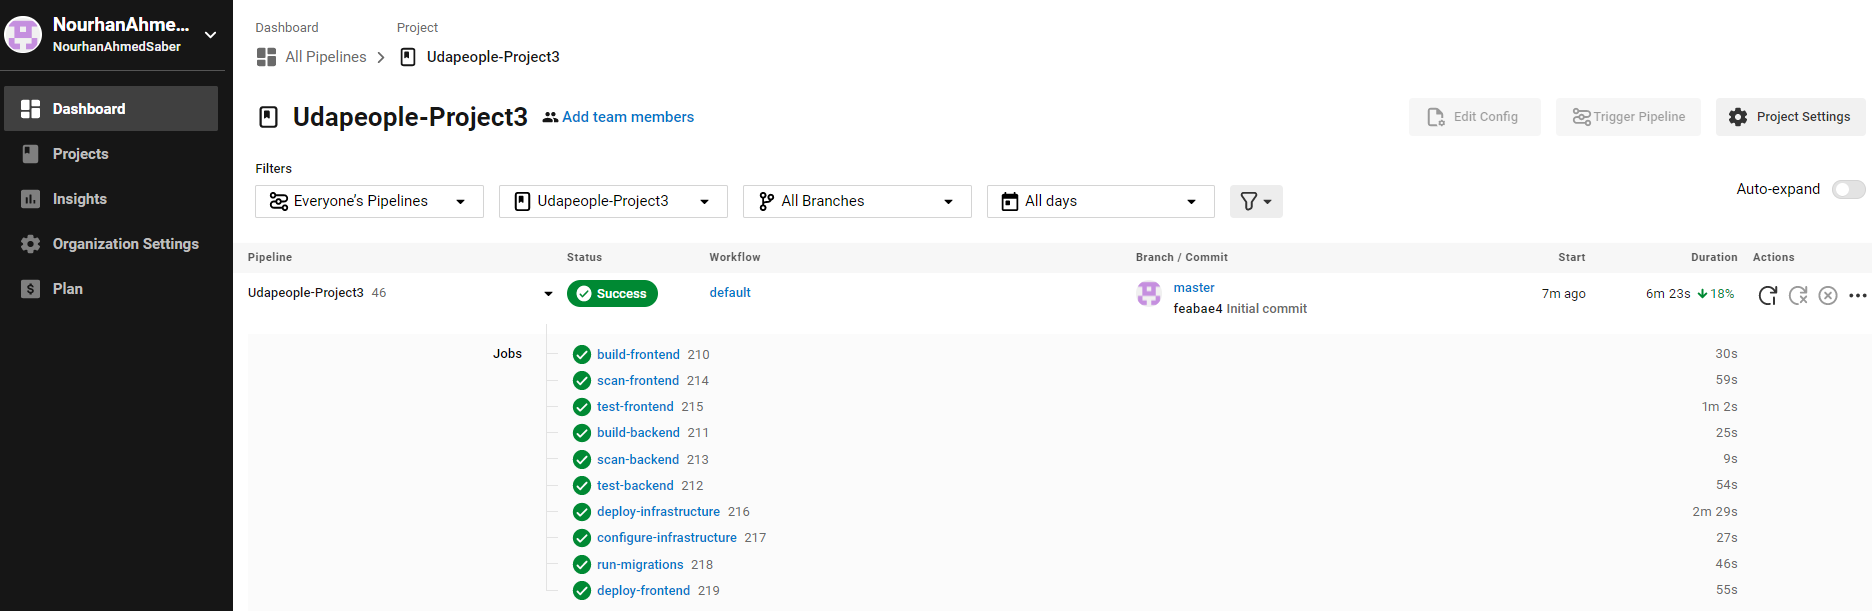 NourhanAhme...
NourhanAhmedSaber
Dashboard
Projects
Insights
Organization Settings
Plan
Dashboard Project
All Pipelines Udapeople-Project3
Udapeople-Project3 Add team members
Edit Config Trigger Pipeline Project Settings
Filters
Everyone's Pipelines Udapeople-Project3 All Branches All days
Auto-expand
Pipeline Status Workflow Branch / Commit Start Duration Actions
Udapeople-Project3 46 Success default master 7m ago 6m 23s 18%
feabae4 Initial commit
Jobs build-frontend 210 30s
scan-frontend 214 59s
test-frontend 215 1m 2s
build-backend 211 25s
scan-backend 213 9s
test-backend 212 54s
deploy-infrastructure 216 2m 29s
configure-infrastructure 217 27s
run-migrations 218 46s
deploy-frontend 219 55s